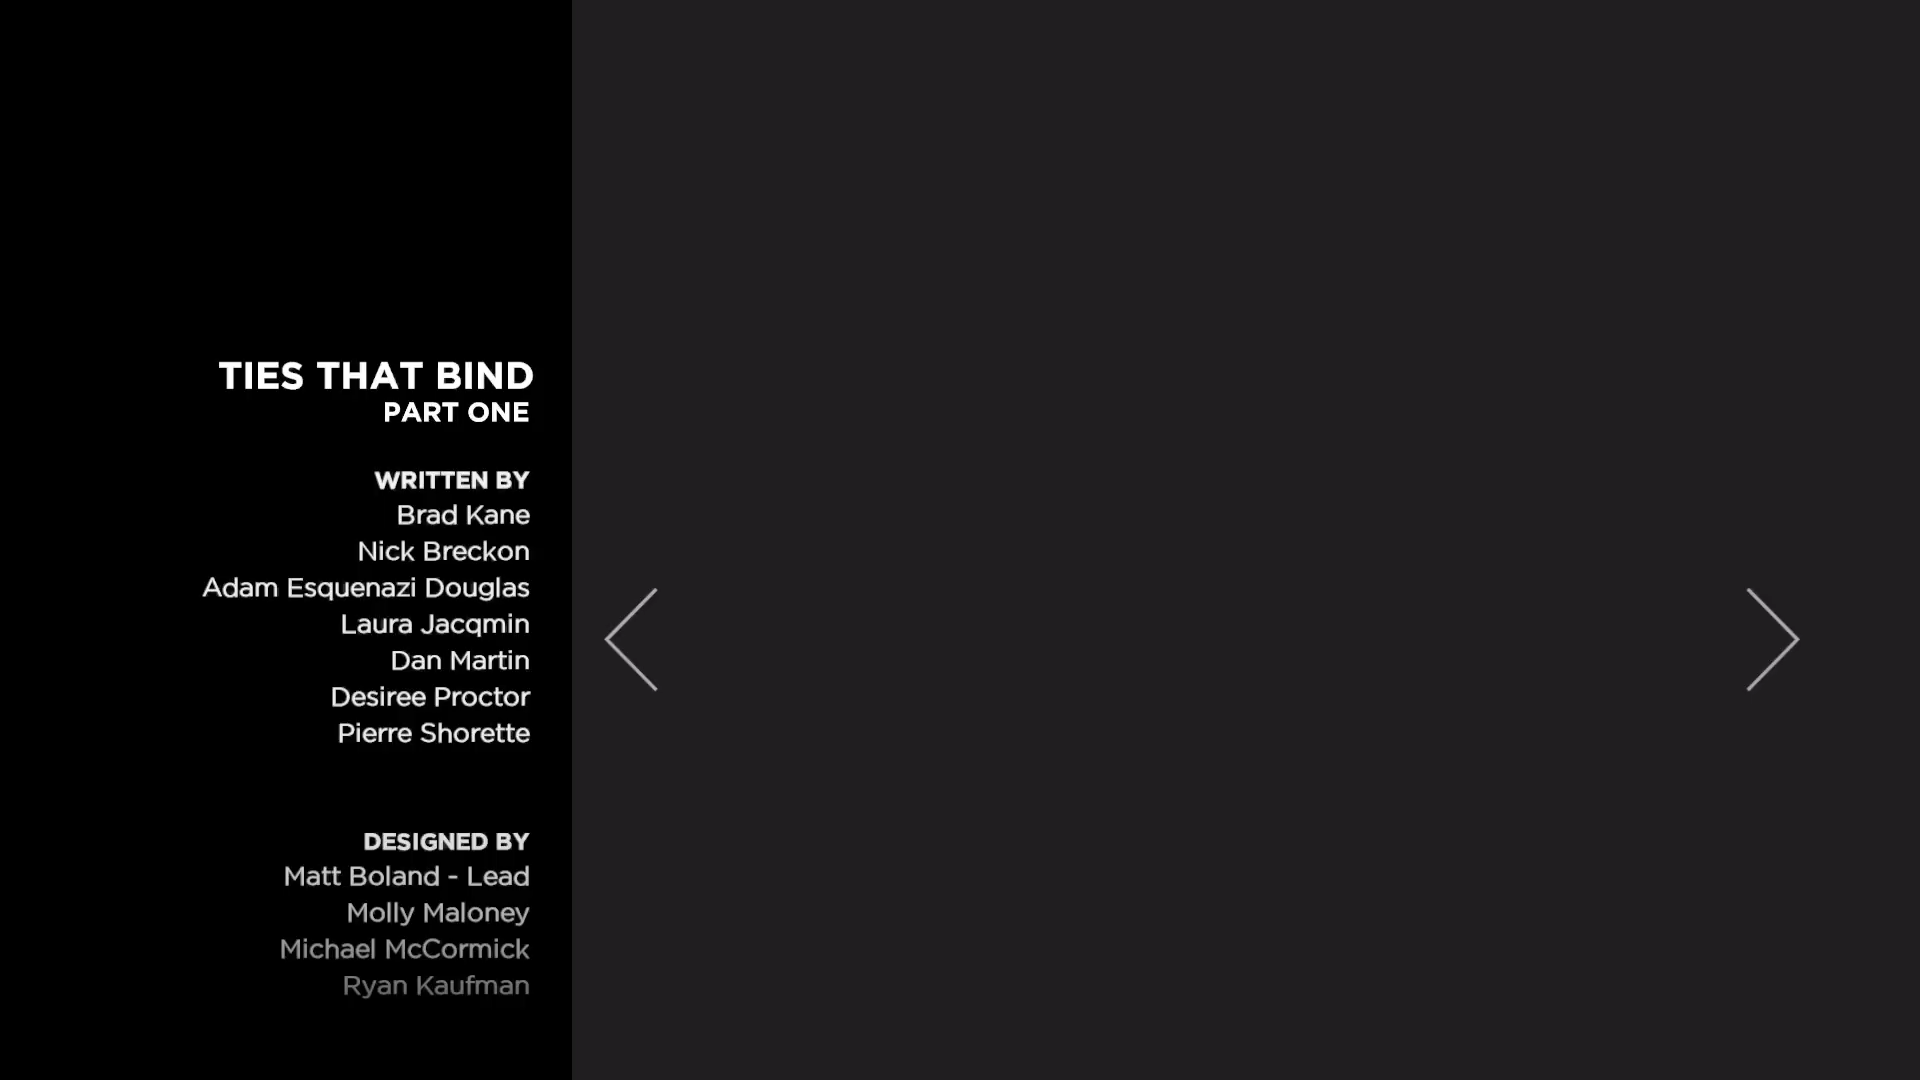 TIES THAT BIND
PART ONE
WRITTEN BY
Brad Kane
Nick Breckon
Adam Esquenazi Douglas
Laura Jacqmin
Dan Martin
Desiree Proctor
Pierre Shorette
DESIGNED BY
Matt Boland - Lead
Molly Maloney
Michael McCormick
Ryan Kaufman